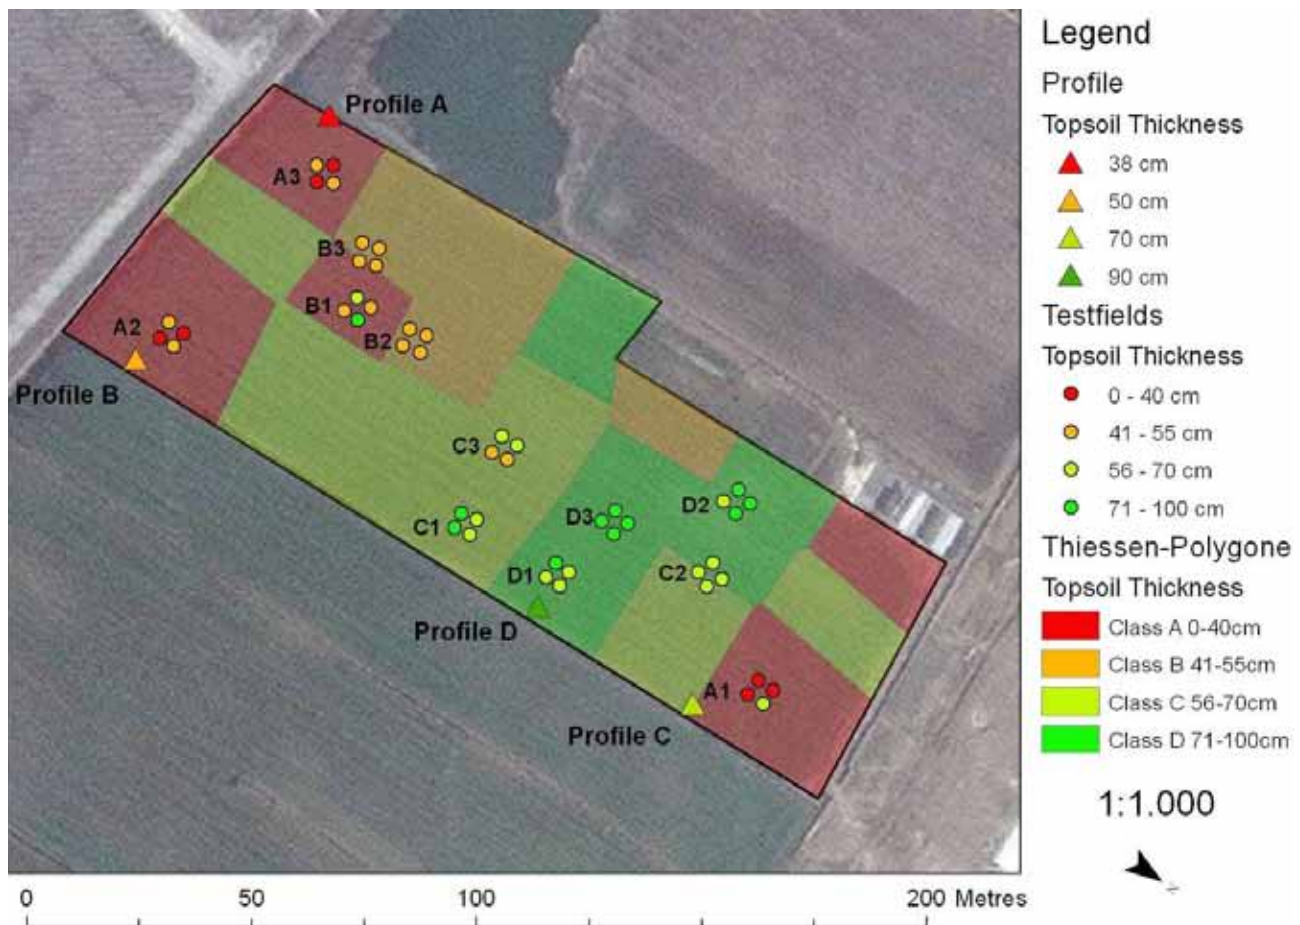 Profile A
A3
B3
B1
B2
A2
Profile B
C3
C1
D3
D2
D1
C2
Profile D
A1
Profile C
Legend
Profile
Topsoil Thickness
38 cm
50 cm
70 cm
90 cm
Testfields
Topsoil Thickness
0 - 40 cm
41 - 55 cm
56 - 70 cm
71 - 100 cm
Thiessen-Polygone
Topsoil Thickness
Class A 0-40cm
Class B 41-55cm
Class C 56-70cm
Class D 71-100cm
1:1.000
N
0 50 100 200 Metres